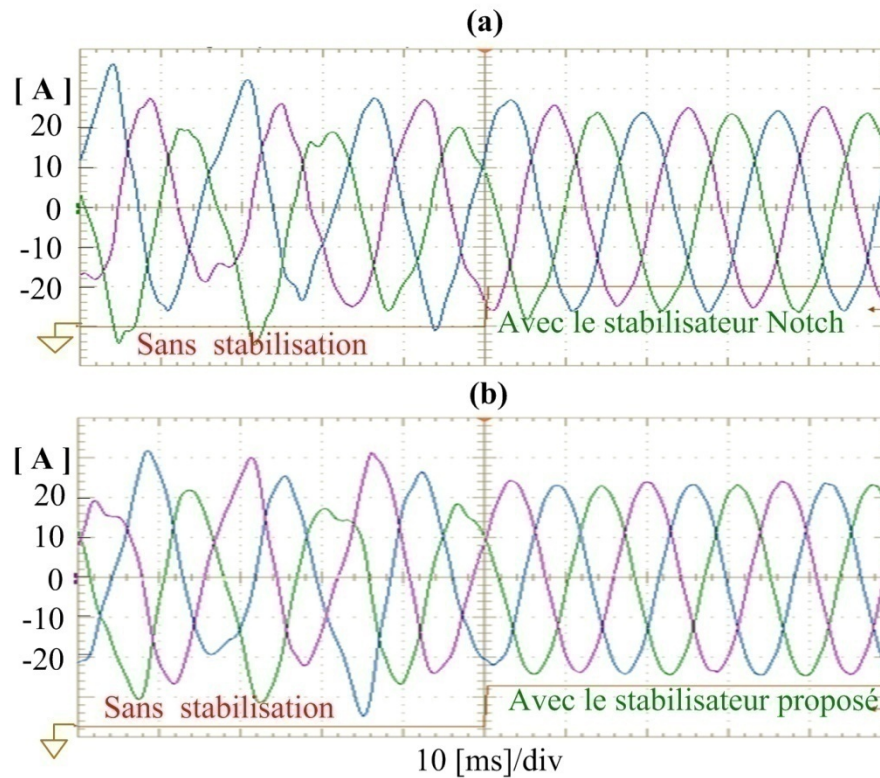 (a)
[ A ]
20
10
0
-10
-20
Sans stabilisation
Avec le stabilisateur Notch
(b)
[ A ]
20
10
0
-10
-20
Sans stabilisation
Avec le stabilisateur proposé
10 [ms]/div